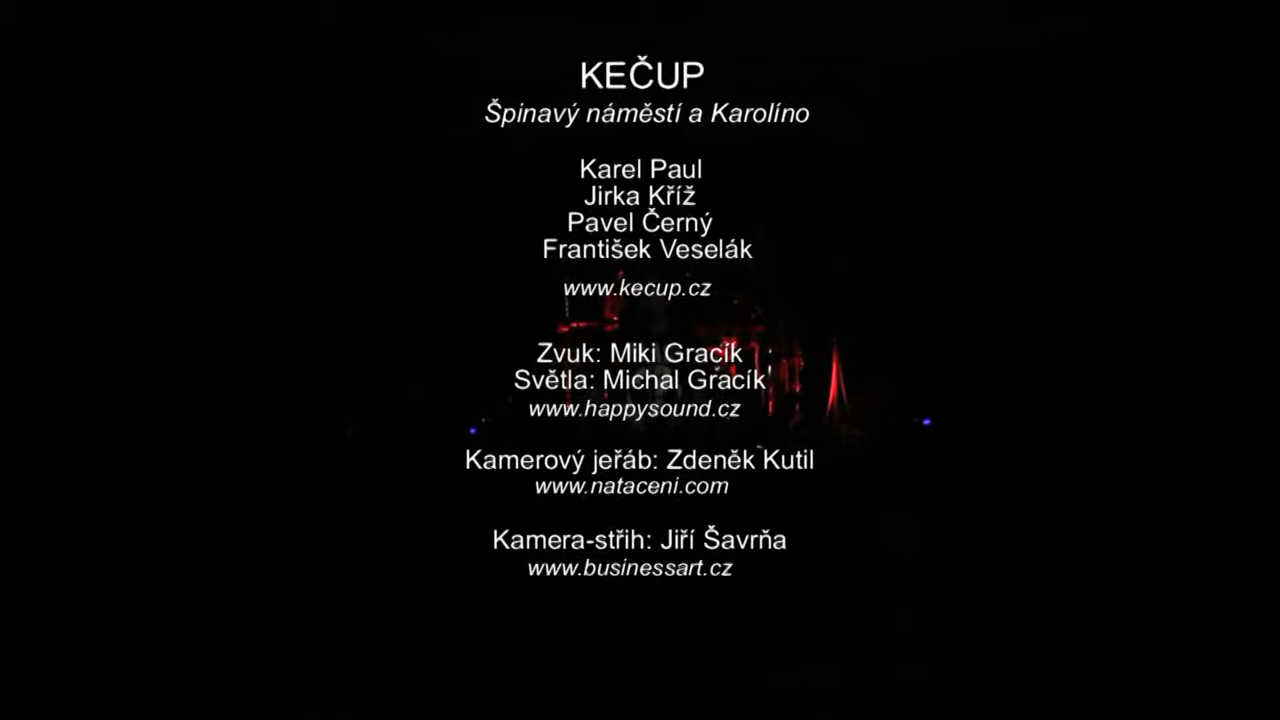 KEČUP
Špinavý náměstí a Karolíno
Karel Paul
Jirka Kříž
Pavel Černý
František Veselák
www.kecup.cz
Zvuk: Miki Gracík
Světla: Michal Gracík
www.happysound.cz
Kamerový jeřáb: Zdeněk Kutil
www.nataceni.com
Kamera-střih: Jiří Šavrňa
www.businessart.cz